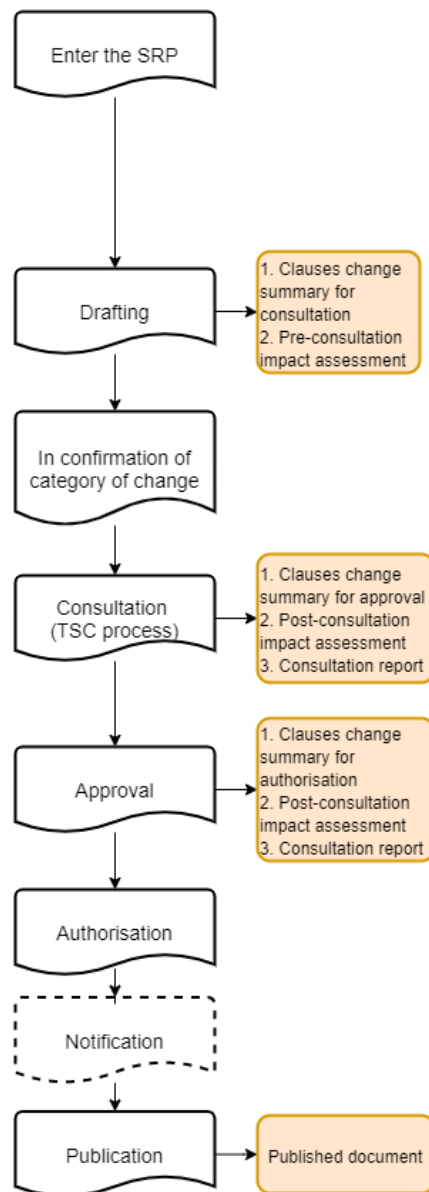 Enter the SRP
Drafting
1. Clauses change
summary for
consultation
2. Pre-consultation
impact assessment
In confirmation of
category of change
Consultation
(TSC process)
1. Clauses change
summary for approval
2. Post-consultation
impact assessment
3. Consultation report
Approval
1. Clauses change
summary for
authorisation
2. Post-consultation
impact assessment
3. Consultation report
Authorisation
Notification
Publication
Published document